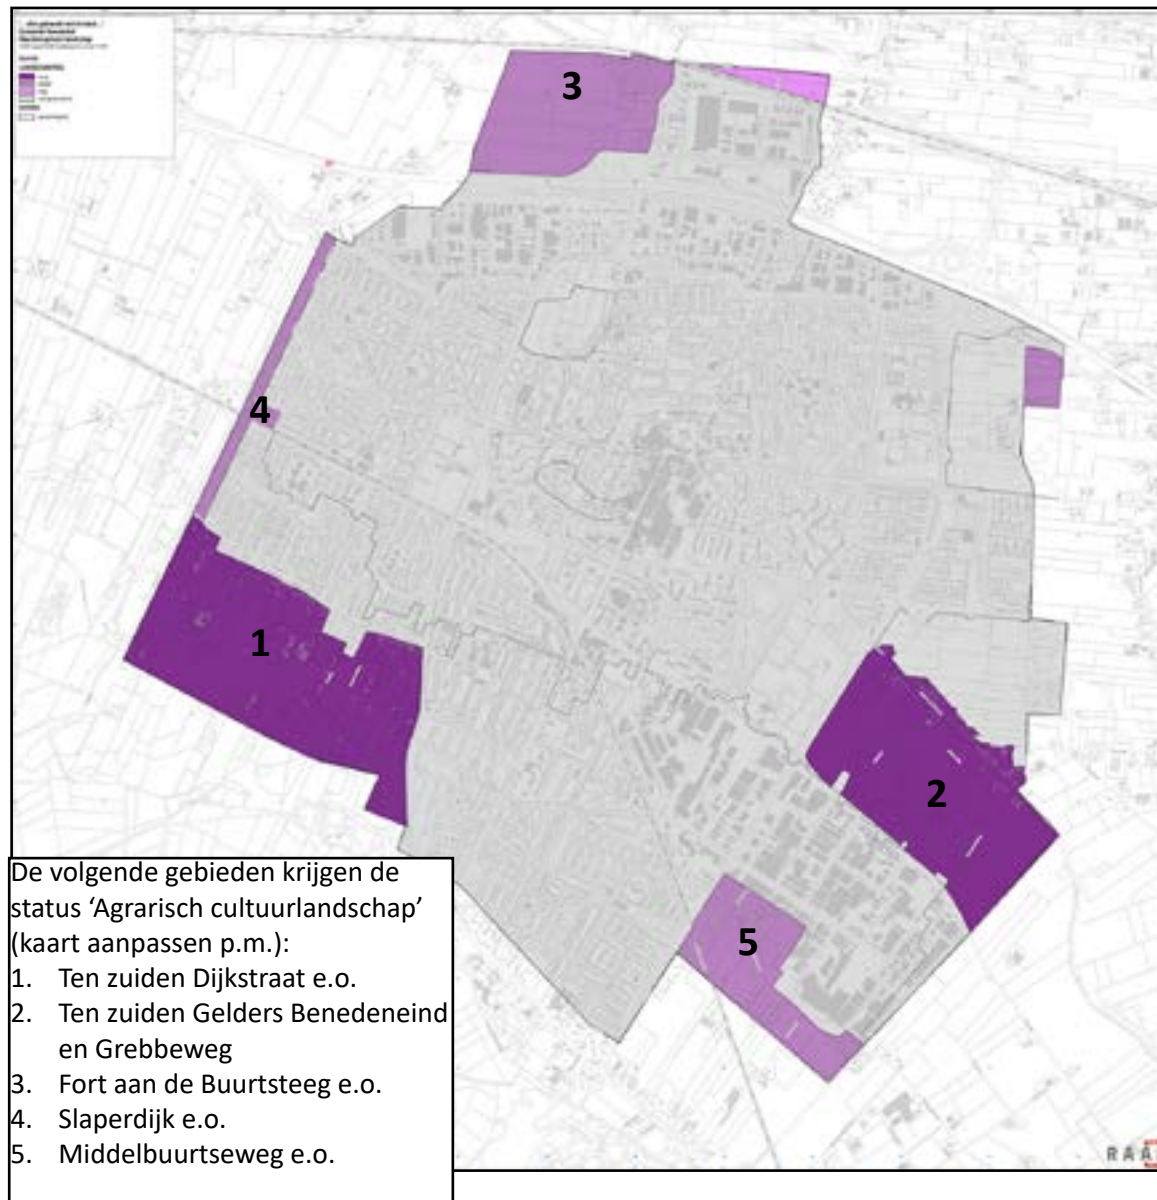 3
4
1
2
5
De volgende gebieden krijgen de
status ‘Agrarisch cultuurlandschap’
(kaart aanpassen p.m.):
1. Ten zuiden Dijkstraat e.o.
2. Ten zuiden Gelders Benedeneind
en Grebbeweg
3. Fort aan de Buurtsteeg e.o.
4. Slaperdijk e.o.
5. Middelbuurtseweg e.o.
RAA